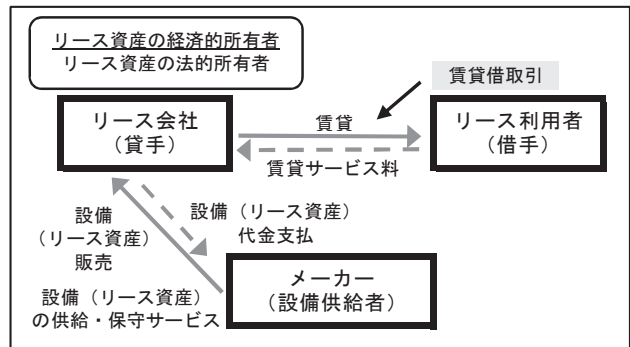 リース資産の経済的所有者
リース資産の法的所有者
賃貸借取引
リース会社
（貸手）
賃貸
賃貸サービス料
リース利用者
（借手）
設備
（リース資産）
販売
設備（リース資産）
代金支払
設備（リース資産）
の供給・保守サービス
メーカー
（設備供給者）